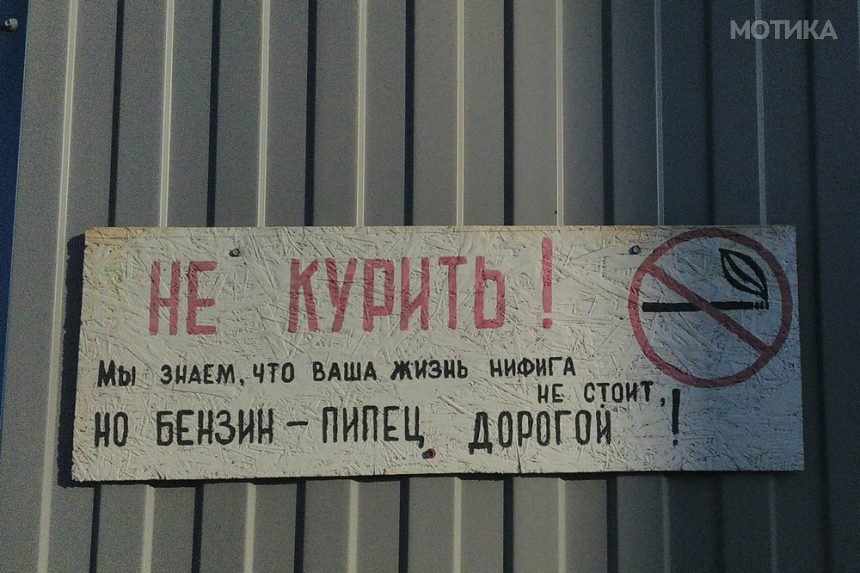 МОТИКА
НЕ КУРИТЬ!
Мы ЗНАЕМ, ЧТО ВАША ЖИЗНЬ НИФИГА
НЕ СТОИТ,
НО БЕНЗИН – ПИПЕЦ ДОРОГОЙ!